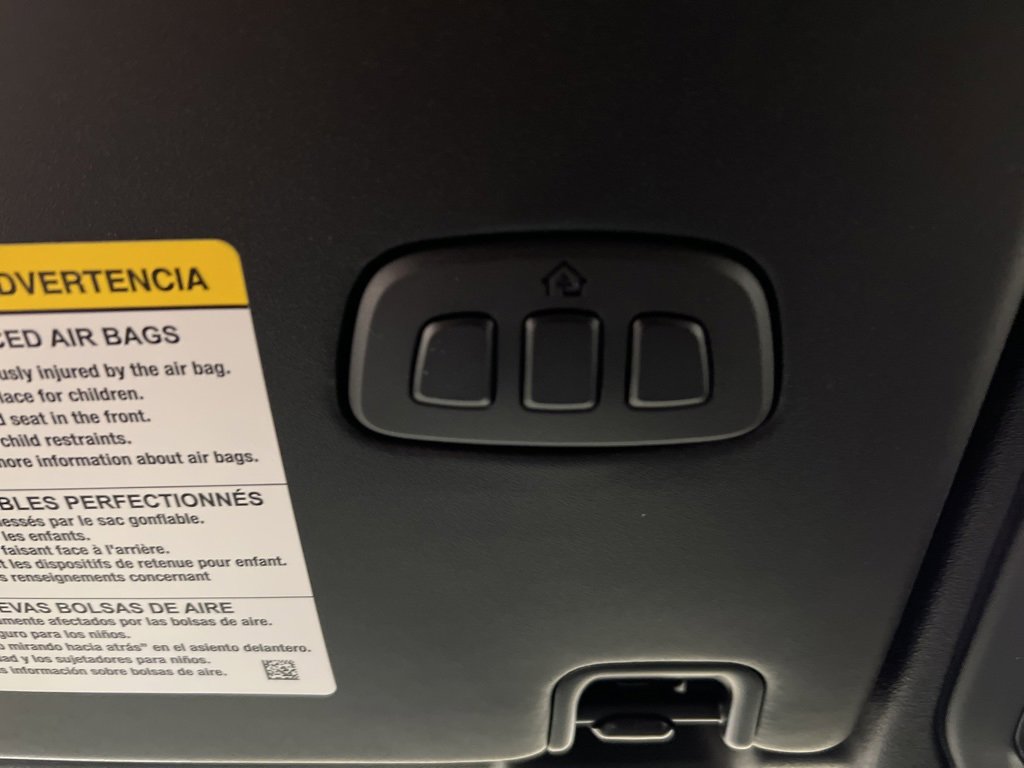 DVERTENCIA
CED AIR BAGS
usly injured by the air bag.
lace for children.
d seat in the front.
child restraints.
more information about air bags.
BLES PERFECTIONNÉS
essés par le sac gonflable.
les enfants.
faisant face à l'arrière.
t les dispositifs de retenue pour enfant.
s renseignements concernant
EVAS BOLSAS DE AIRE
mente afectados por las bolsas de aire.
guro para los niños.
o mirando hacia atrás" en el asiento delantero.
dad y los sujetadores para niños.
s información sobre bolsas de aire.